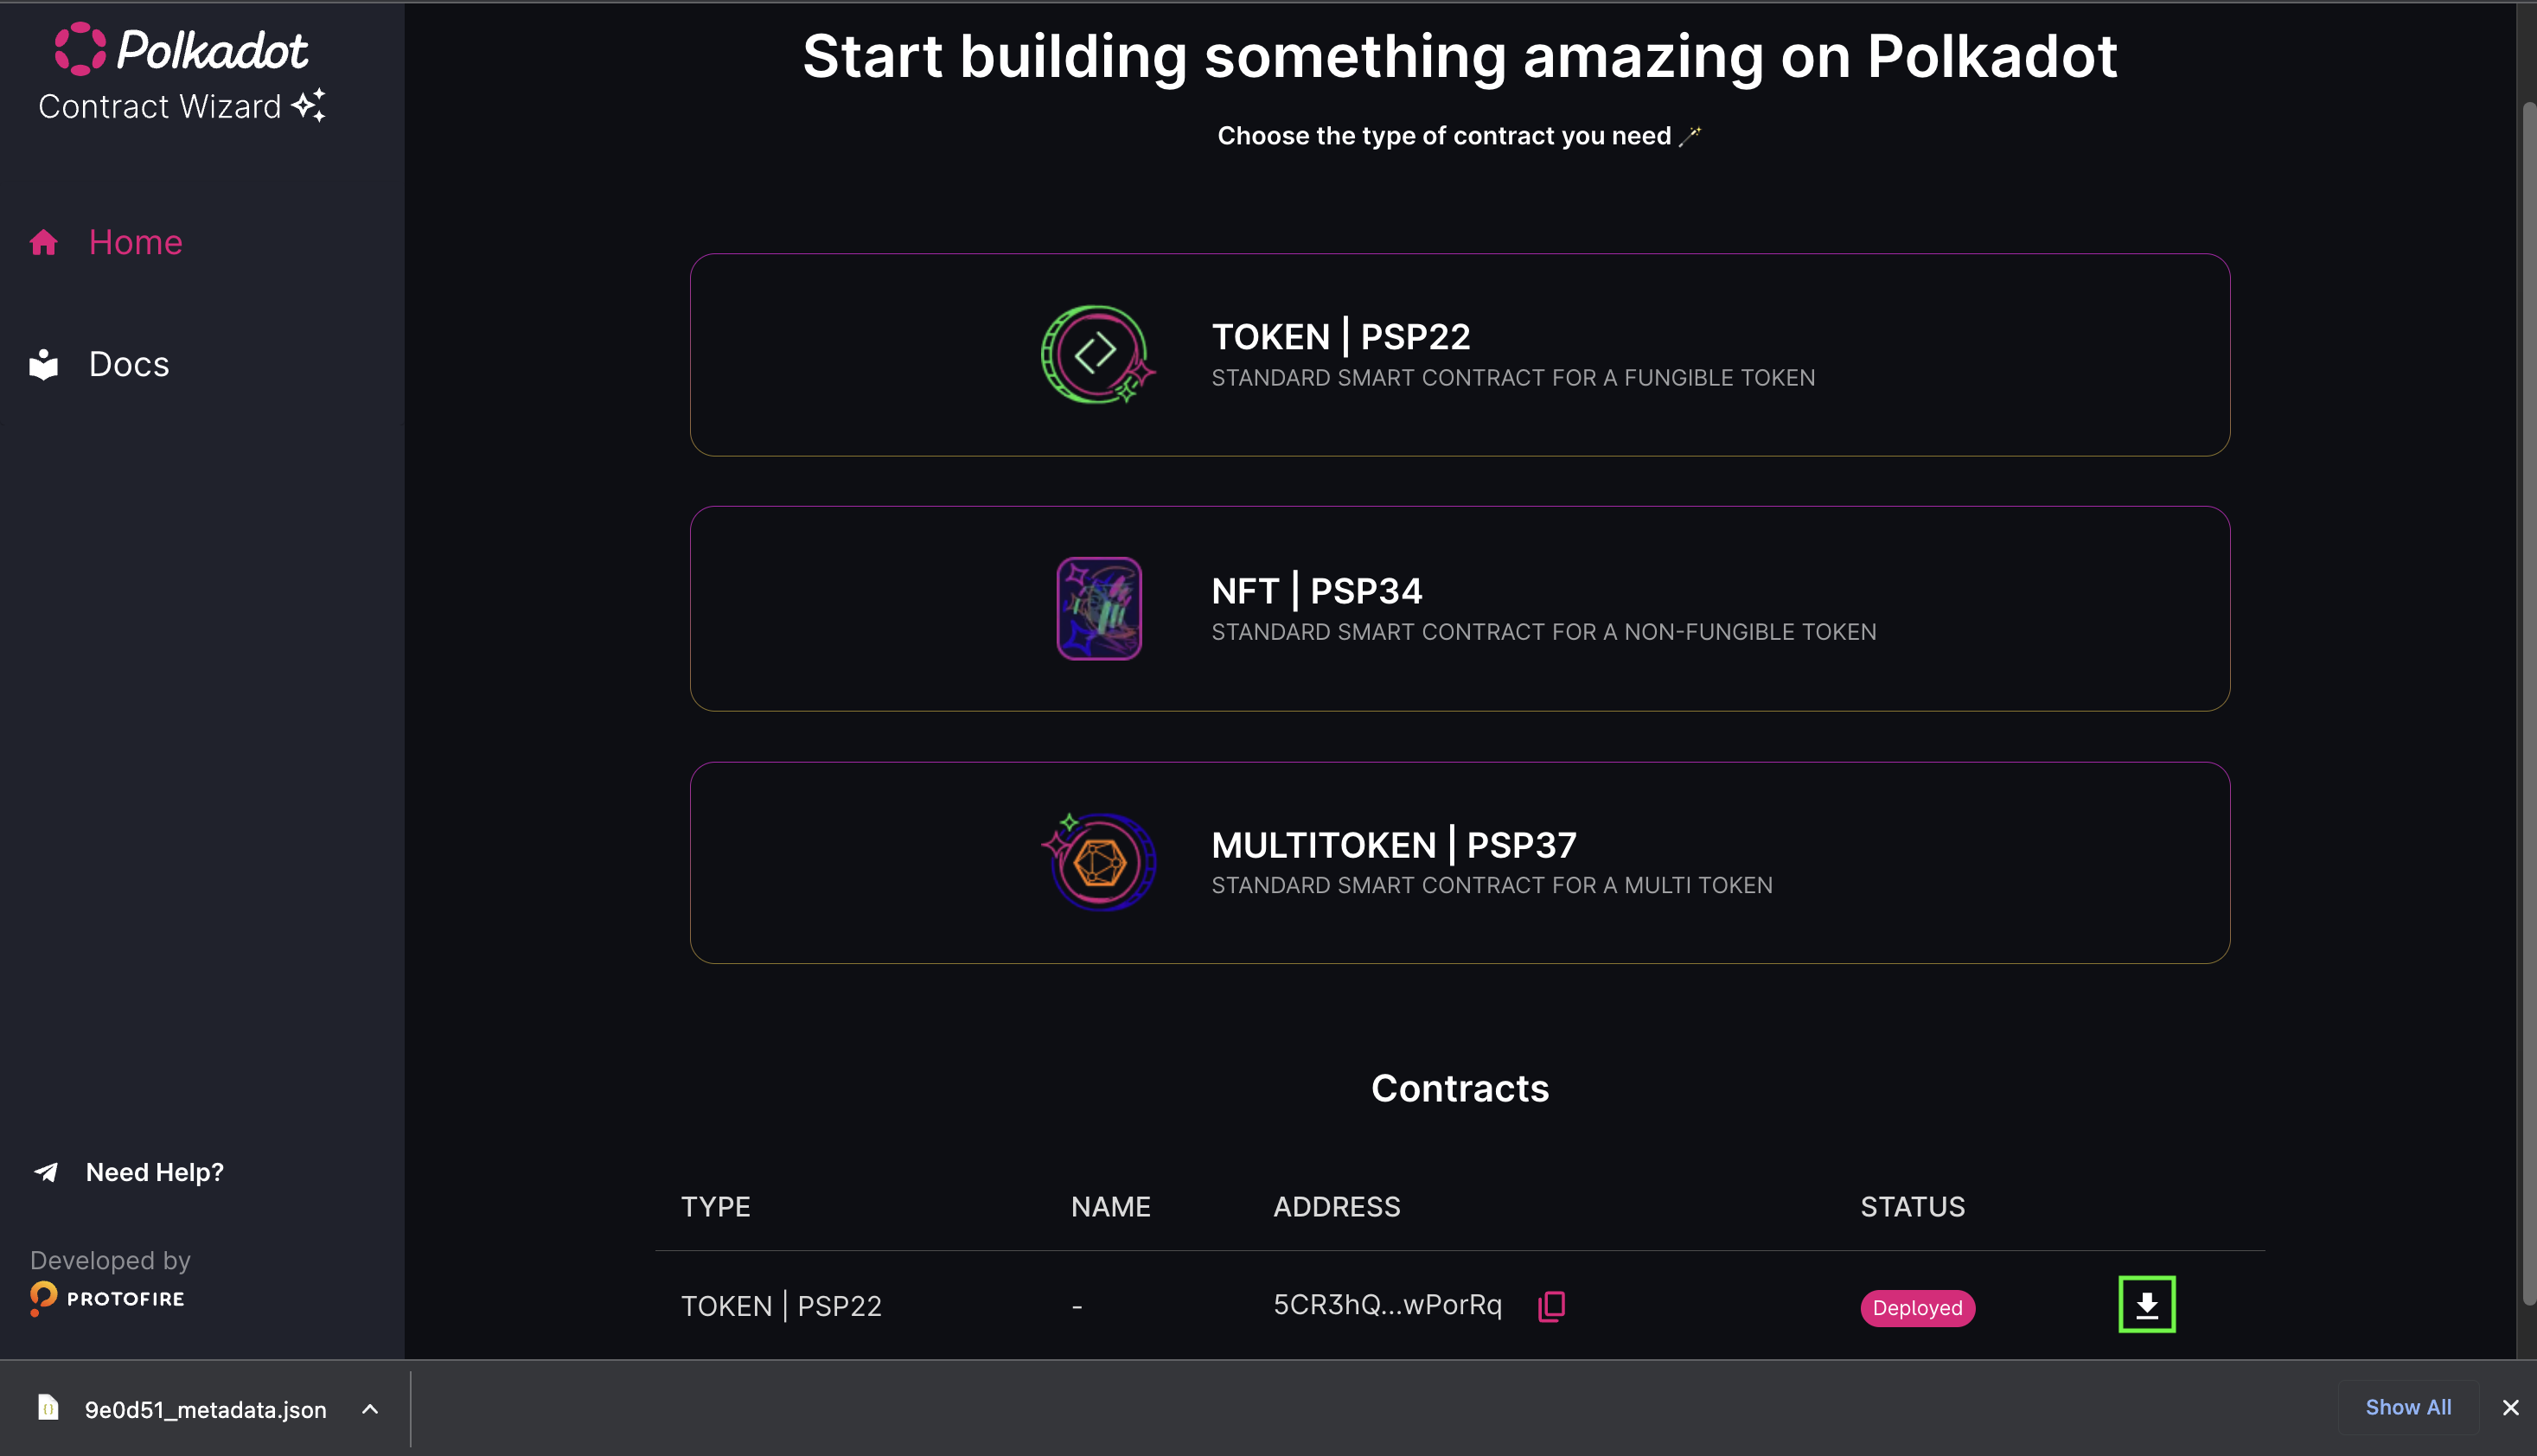 Polkadot
Contract Wizard
Home
Docs
Need Help?
Developed by
PROTOFIRE
Start building something amazing on Polkadot
Choose the type of contract you need
TOKEN | PSP22
STANDARD SMART CONTRACT FOR A FUNGIBLE TOKEN
NFT | PSP34
STANDARD SMART CONTRACT FOR A NON-FUNGIBLE TOKEN
MULTITOKEN | PSP37
STANDARD SMART CONTRACT FOR A MULTI TOKEN
Contracts
TYPE NAME ADDRESS STATUS
TOKEN | PSP22 - 5CR3hQ...wPorRq Deployed
9e0d51_metadata.json
Show All